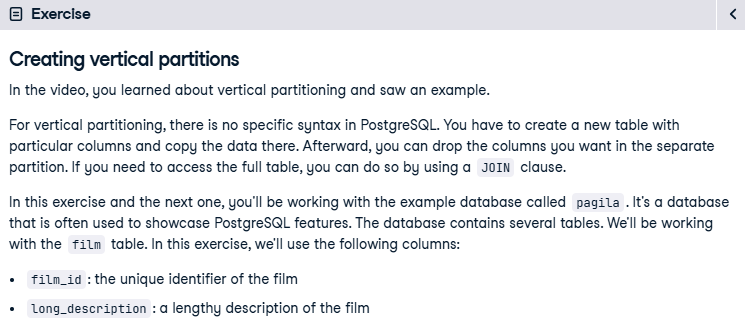 Exercise
Creating vertical partitions
In the video, you learned about vertical partitioning and saw an example.
For vertical partitioning, there is no specific syntax in PostgreSQL. You have to create a new table with
particular columns and copy the data there. Afterward, you can drop the columns you want in the separate
partition. If you need to access the full table, you can do so by using a JOIN clause.
In this exercise and the next one, you'll be working with the example database called pagila. It's a database
that is often used to showcase PostgreSQL features. The database contains several tables. We'll be working
with the film table. In this exercise, we'll use the following columns:
• film_id: the unique identifier of the film
• long_description: a lengthy description of the film